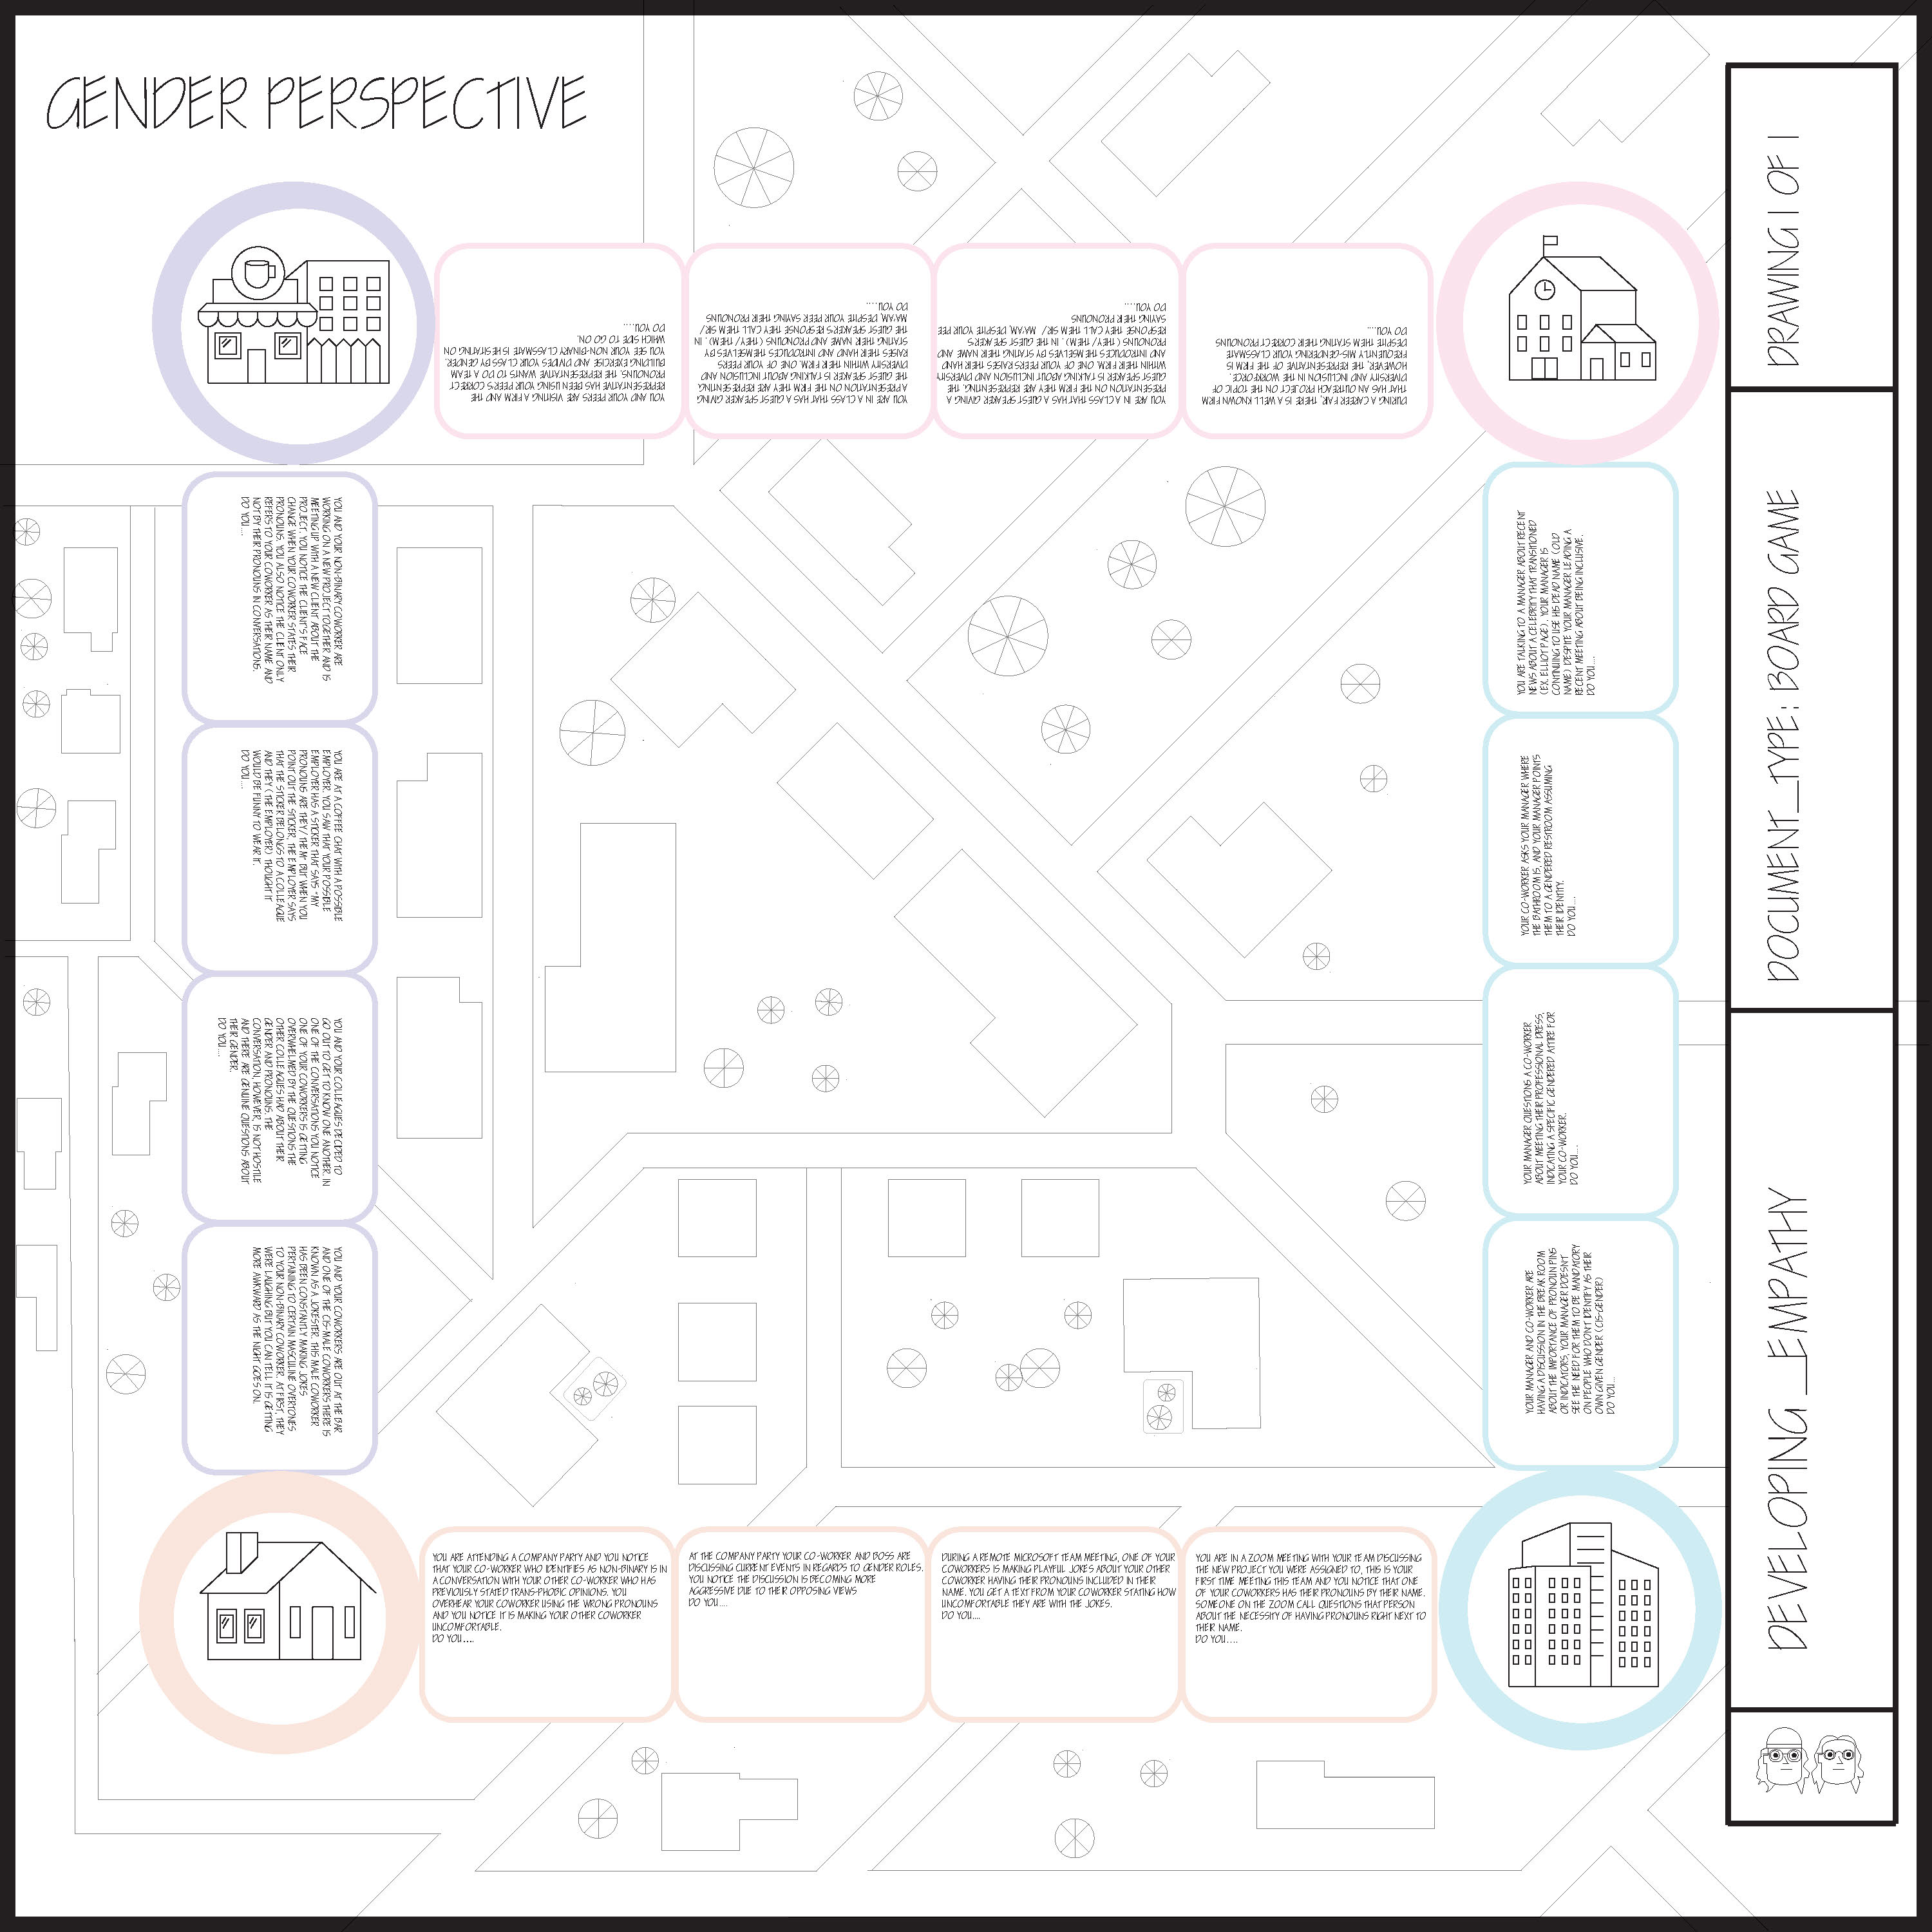 GENDER PERSPECTIVE
YOU AND YOUR PEERS ARE VISITING A FIRM AND THE
REPRESENTATIVE HAS BEEN USING YOUR PEER'S CORRECT
PRONOUNS. THE REPRESENTATIVE WANTS TO DO A TEAM
BUILDING EXERCISE AND DIVIDES YOUR CLASS BY GENDER.
YOU SEE YOUR NON-BINARY CLASSMATE IS HESITATING ON
WHICH SIDE TO GO ON.
DO YOU....
YOU ARE IN A CLASS THAT HAS A GUEST SPEAKER GIVING
A PRESENTATION ON THE FIRM THEY ARE REPRESENTING.
THE GUEST SPEAKER IS TALKING ABOUT INCLUSION AND
DIVERSITY WITHIN THEIR FIRM. ONE OF YOUR PEERS
RAISES THEIR HAND AND INTRODUCES THEMSELVES BY
STATING THEIR NAME AND PRONOUNS (THEY/ THEM). IN
THE GUEST SPEAKER'S RESPONSE THEY CALL THEM SIR/
MA'AM, DESPITE YOUR PEER SAYING THEIR PRONOUNS
DO YOU....
YOU ARE IN A CLASS THAT HAS A GUEST SPEAKER GIVING A
PRESENTATION ON THE FIRM THEY ARE REPRESENTING. THE
GUEST SPEAKER IS TALKING ABOUT INCLUSION AND DIVERSITY
WITHIN THEIR FIRM. ONE OF YOUR PEERS RAISES THEIR HAND
AND INTRODUCES THEMSELVES BY STATING THEIR NAME AND
PRONOUNS (THEY/ THEM). IN THE GUEST SPEAKER'S
RESPONSE THEY CALL THEM SIR/ MA'AM, DESPITE YOUR PEE
SAYING THEIR PRONOUNS
DO YOU....
DURING A CAREER FAIR, THERE IS A WELL KNOWN FIRM
THAT HAS AN OUTREACH PROJECT ON THE TOPIC OF
DIVERSITY AND INCLUSION IN THE WORKFORCE.
HOWEVER, THE REPRESENTATIVE OF THE FIRM IS
FREQUENTLY MIS-GENDERING YOUR CLASSMATE
DESPITE THEM STATING THEIR CORRECT PRONOUNS
DO YOU....
YOU AND YOUR NON-BINARY COWORKER ARE
WORKING ON A NEW PROJECT TOGETHER AND IS
MEETING UP WITH A NEW CLIENT ABOUT THE
PROJECT. YOU NOTICE THE CLIENT'S FACE
CHANGE WHEN YOUR COWORKER STATES THEIR
PRONOUNS. YOU ALSO NOTICE THE CLIENT ONLY
REFERS TO YOUR COWORKER AS THEIR NAME AND
NOT BY THEIR PRONOUNS IN CONVERSATIONS.
DO YOU....
YOU ARE AT A COFFEE CHAT WITH A POSSIBLE
EMPLOYER. YOU SAW THAT YOUR POSSIBLE
EMPLOYER HAS A STICKER THAT SAYS "MY
PRONOUNS ARE THEY/ THEM" BUT WHEN YOU
POINT OUT THE STICKER, THE EMPLOYER SAYS
THAT THE STICKER BELONGS TO A COLLEAGUE
AND THEY (THE EMPLOYER) THOUGHT IT
WOULD BE FUNNY TO WEAR IT.
DO YOU....
YOU AND YOUR COLLEAGUES DECIDED TO
GO OUT TO GET TO KNOW ONE ANOTHER. IN
ONE OF THE CONVERSATIONS YOU NOTICE
ONE OF YOUR COWORKERS IS GETTING
OVERWHELMED BY THE QUESTIONS THE
OTHER COLLEAGUES HAD ABOUT THEIR
GENDER AND PRONOUNS. THE
CONVERSATION, HOWEVER, IS NOT HOSTILE
AND THERE ARE GENUINE QUESTIONS ABOUT
THEIR GENDER.
DO YOU....
YOU AND YOUR COWORKERS ARE OUT AT THE BAR
AND ONE OF THE CIS-MALE COWORKERS THERE IS
KNOWN AS A JOKESTER. THIS MALE COWORKER
HAS BEEN CONSTANTLY MAKING JOKES
PERTAINING TO CERTAIN MASCULINE OVERTONES
TO YOUR NON-BINARY COWORKER. AT FIRST, THEY
WERE LAUGHING BUT YOU CAN TELL IT IS GETTING
MORE AWKWARD AS THE NIGHT GOES ON.
YOU ARE TALKING TO A MANAGER ABOUT RECENT
NEWS ABOUT A CELEBRITY THAT TRANSITIONED
(EX. ELLIOT PAGE). YOUR MANAGER IS
CONTINUING TO USE HIS DEAD NAME (OLD
NAME) DESPITE YOUR MANAGER LEADING A
RECENT MEETING ABOUT BEING INCLUSIVE.
DO YOU....
YOUR CO-WORKER ASKS YOUR MANAGER WHERE
THE BATHROOM IS, AND YOUR MANAGER POINTS
THEM TO A GENDERED RESTROOM ASSUMING
THEIR IDENTITY.
DO YOU....
YOUR MANAGER QUESTIONS A CO-WORKER
ABOUT MEETING THEIR PROFESSIONAL DRESS,
INDICATING A SPECIFIC GENDERED ATTIRE FOR
YOUR CO-WORKER.
DO YOU....
YOUR MANAGER AND CO-WORKER ARE
HAVING A DISCUSSION IN THE BREAK ROOM
ABOUT THE IMPORTANCE OF PRONOUN PINS
OR INDICATORS, YOUR MANAGER DOESN'T
SEE THE NEED FOR THEM TO BE MANDATORY
ON PEOPLE WHO DON'T IDENTIFY AS THEIR
OWN GIVEN GENDER (CIS-GENDER)
DO YOU...
YOU ARE ATTENDING A COMPANY PARTY AND YOU NOTICE
THAT YOUR CO-WORKER WHO IDENTIFIES AS NON-BINARY IS IN
A CONVERSATION WITH YOUR OTHER CO-WORKER WHO HAS
PREVIOUSLY STATED TRANS-PHOBIC OPINIONS. YOU
OVERHEAR YOUR COWORKER USING THE WRONG PRONOUNS
AND YOU NOTICE IT IS MAKING YOUR OTHER COWORKER
UNCOMFORTABLE.
DO YOU....
AT THE COMPANY PARTY YOUR CO-WORKER AND BOSS ARE
DISCUSSING CURRENT EVENTS IN REGARDS TO GENDER ROLES.
YOU NOTICE THE DISCUSSION IS BECOMING MORE
AGGRESSIVE DUE TO THEIR OPPOSING VIEWS
DO YOU....
DURING A REMOTE MICROSOFT TEAM MEETING, ONE OF YOUR
COWORKERS IS MAKING PLAYFUL JOKES ABOUT YOUR OTHER
COWORKER HAVING THEIR PRONOUNS INCLUDED IN THEIR
NAME. YOU GET A TEXT FROM YOUR COWORKER STATING HOW
UNCOMFORTABLE THEY ARE WITH THE JOKES.
DO YOU....
YOU ARE IN A ZOOM MEETING WITH YOUR TEAM DISCUSSING
THE NEW PROJECT YOU WERE ASSIGNED TO, THIS IS YOUR
FIRST TIME MEETING THIS TEAM AND YOU NOTICE THAT ONE
OF YOUR COWORKERS HAS THEIR PRONOUNS BY THEIR NAME.
SOMEONE ON THE ZOOM CALL QUESTIONS THAT PERSON
ABOUT THE NECESSITY OF HAVING PRONOUNS RIGHT NEXT TO
THEIR NAME.
DO YOU....
DRAWING 1 OF 1
DOCUMENT_TYPE: BOARD GAME
DEVELOPING_EMPATHY